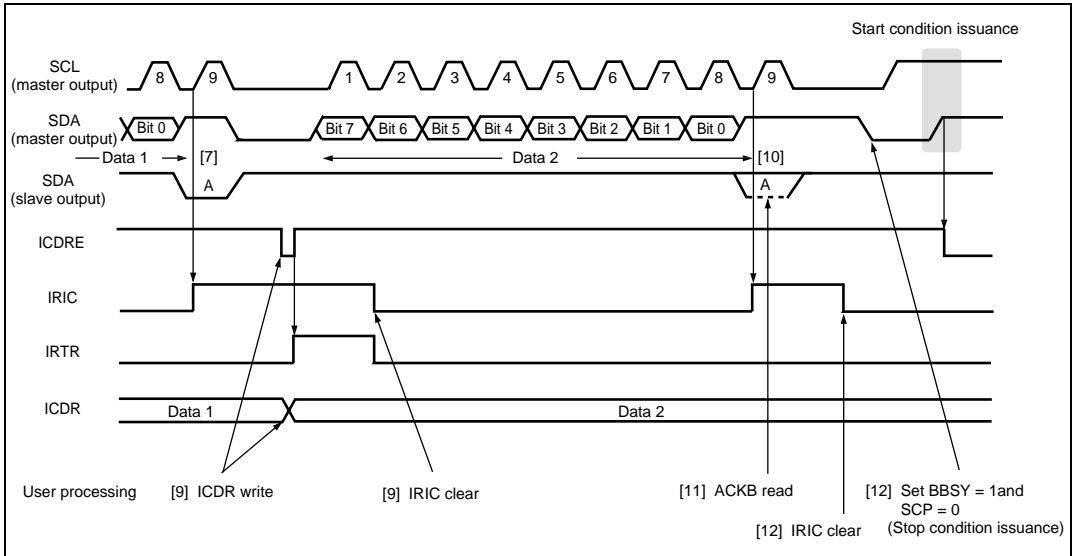 Start condition issuance
SCL
(master output)
8 9 1 2 3 4 5 6 7 8 9
SDA
(master output)
Bit 0 Bit 7 Bit 6 Bit 5 Bit 4 Bit 3 Bit 2 Bit 1 Bit 0
Data 1 [7] Data 2 [10]
SDA
(slave output)
A A
ICDRE
IRIC
IRTR
ICDR
Data 1 Data 2
User processing
[9] ICDR write
[9] IRIC clear
[11] ACKB read
[12] IRIC clear
[12] Set BBSY = 1and
SCP = 0
(Stop condition issuance)